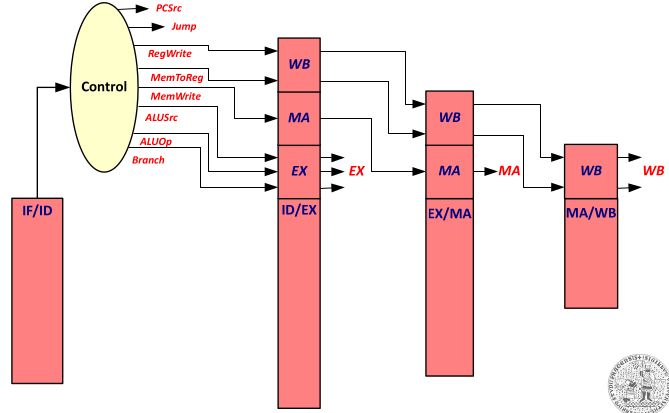 PCSrc
Jump
RegWrite
MemToReg
MemWrite
ALUSrc
ALUOp
Branch
Control
IF/ID
WB
MA
EX
ID/EX
EX
WB
MA
EX/MA
MA
WB
MA/WB
WB